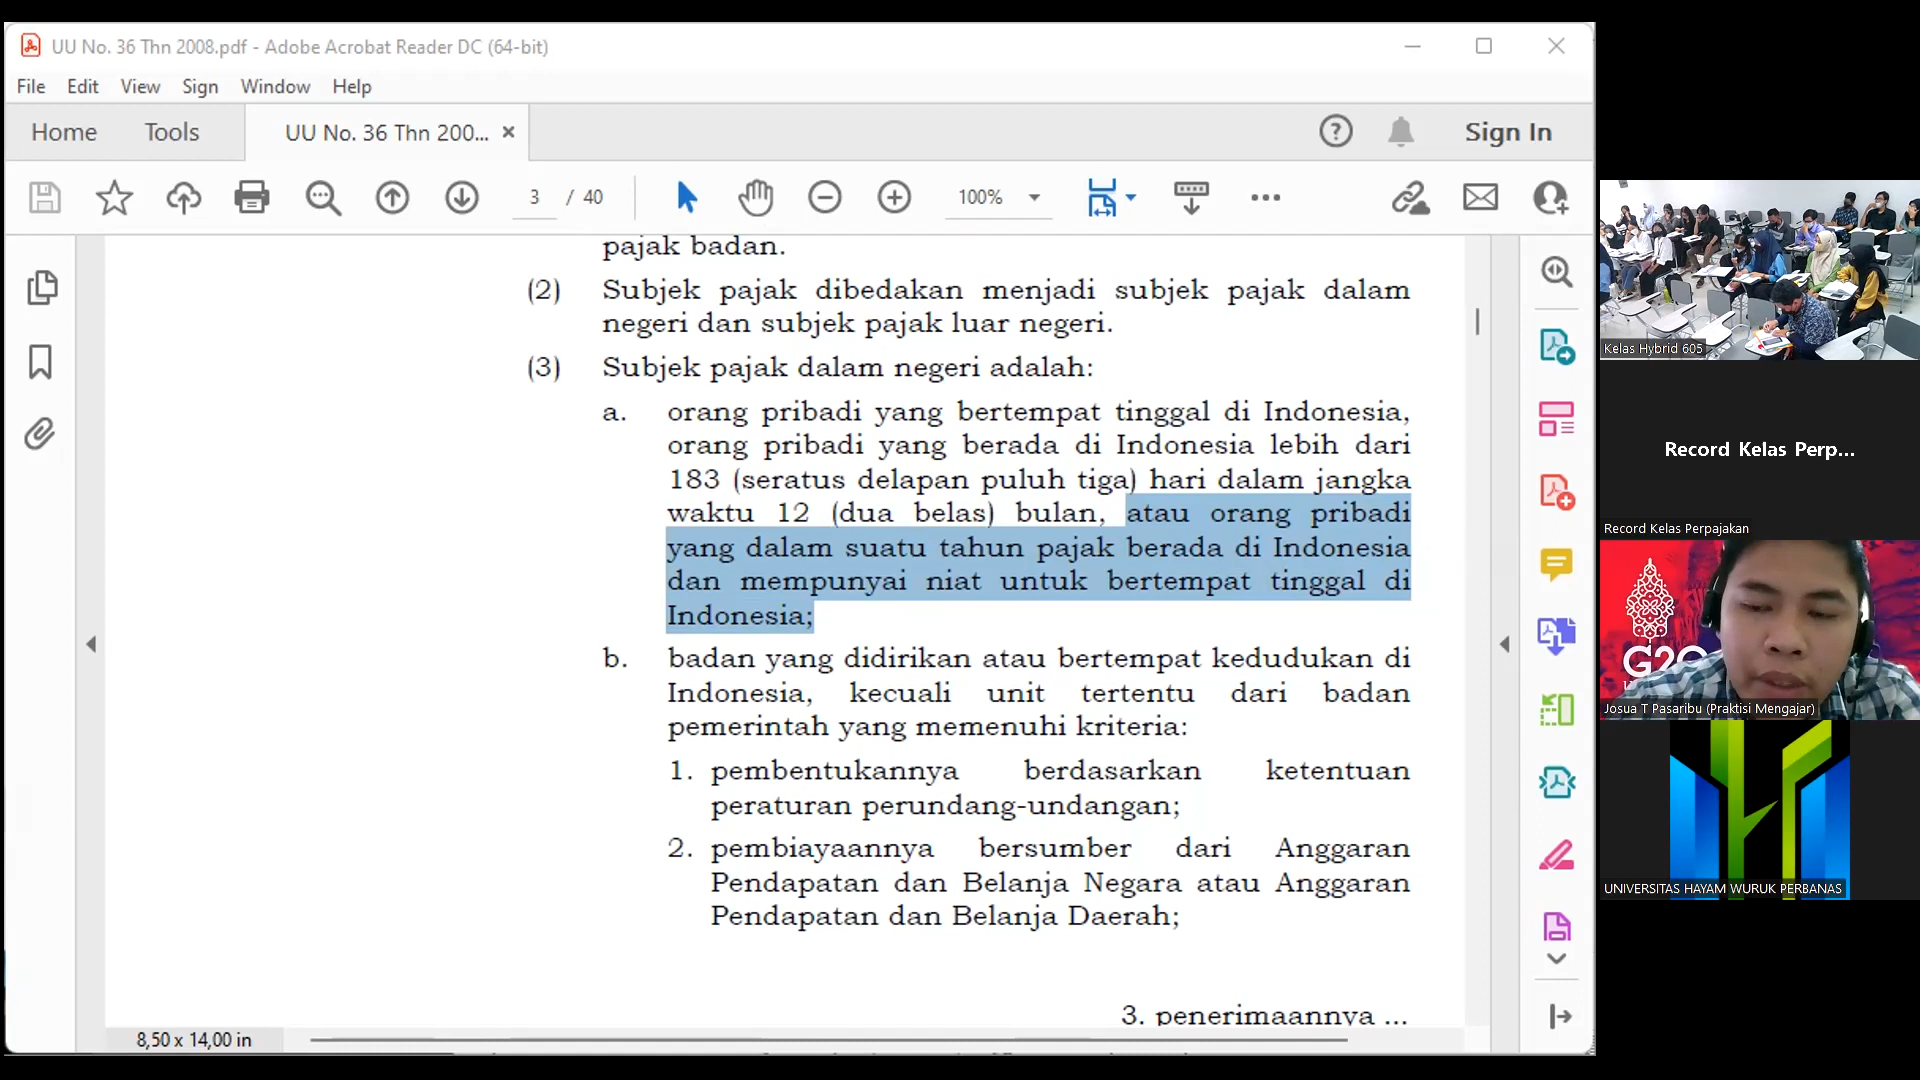 UU No. 36 Thn 2008.pdf - Adobe Acrobat Reader DC (64-bit)
File Edit View Sign Window Help
Home Tools UU No. 36 Thn 200... Sign In
3 / 40 100%
pajak badan.
(2) Subjek pajak dibedakan menjadi subjek pajak dalam
negeri dan subjek pajak luar negeri.
(3) Subjek pajak dalam negeri adalah:
a. orang pribadi yang bertempat tinggal di Indonesia,
orang pribadi yang berada di Indonesia lebih dari
183 (seratus delapan puluh tiga) hari dalam jangka
waktu 12 (dua belas) bulan, atau orang pribadi
yang dalam suatu tahun pajak berada di Indonesia
dan mempunyai niat untuk bertempat tinggal di
Indonesia;
b. badan yang didirikan atau bertempat kedudukan di
Indonesia, kecuali unit tertentu dari badan
pemerintah yang memenuhi kriteria:
1. pembentukannya berdasarkan ketentuan
peraturan perundang-undangan;
2. pembiayaannya bersumber dari Anggaran
Pendapatan dan Belanja Negara atau Anggaran
Pendapatan dan Belanja Daerah;
3. penerimaannya ...
8,50 x 14,00 in
Kelas Hybrid 605
Record Kelas Perp...
Record Kelas Perpajakan
G20
Josua T Pasaribu (Praktisi Mengajar)
UNIVERSITAS HAYAM WURUK PERBANAS